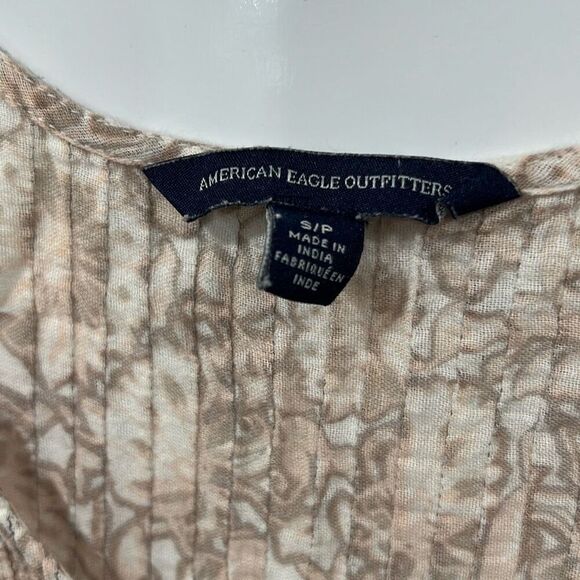 AMERICAN EAGLE OUTFITTERS
S/P
MADE IN
INDIA
FABRIQUÉ EN
INDE